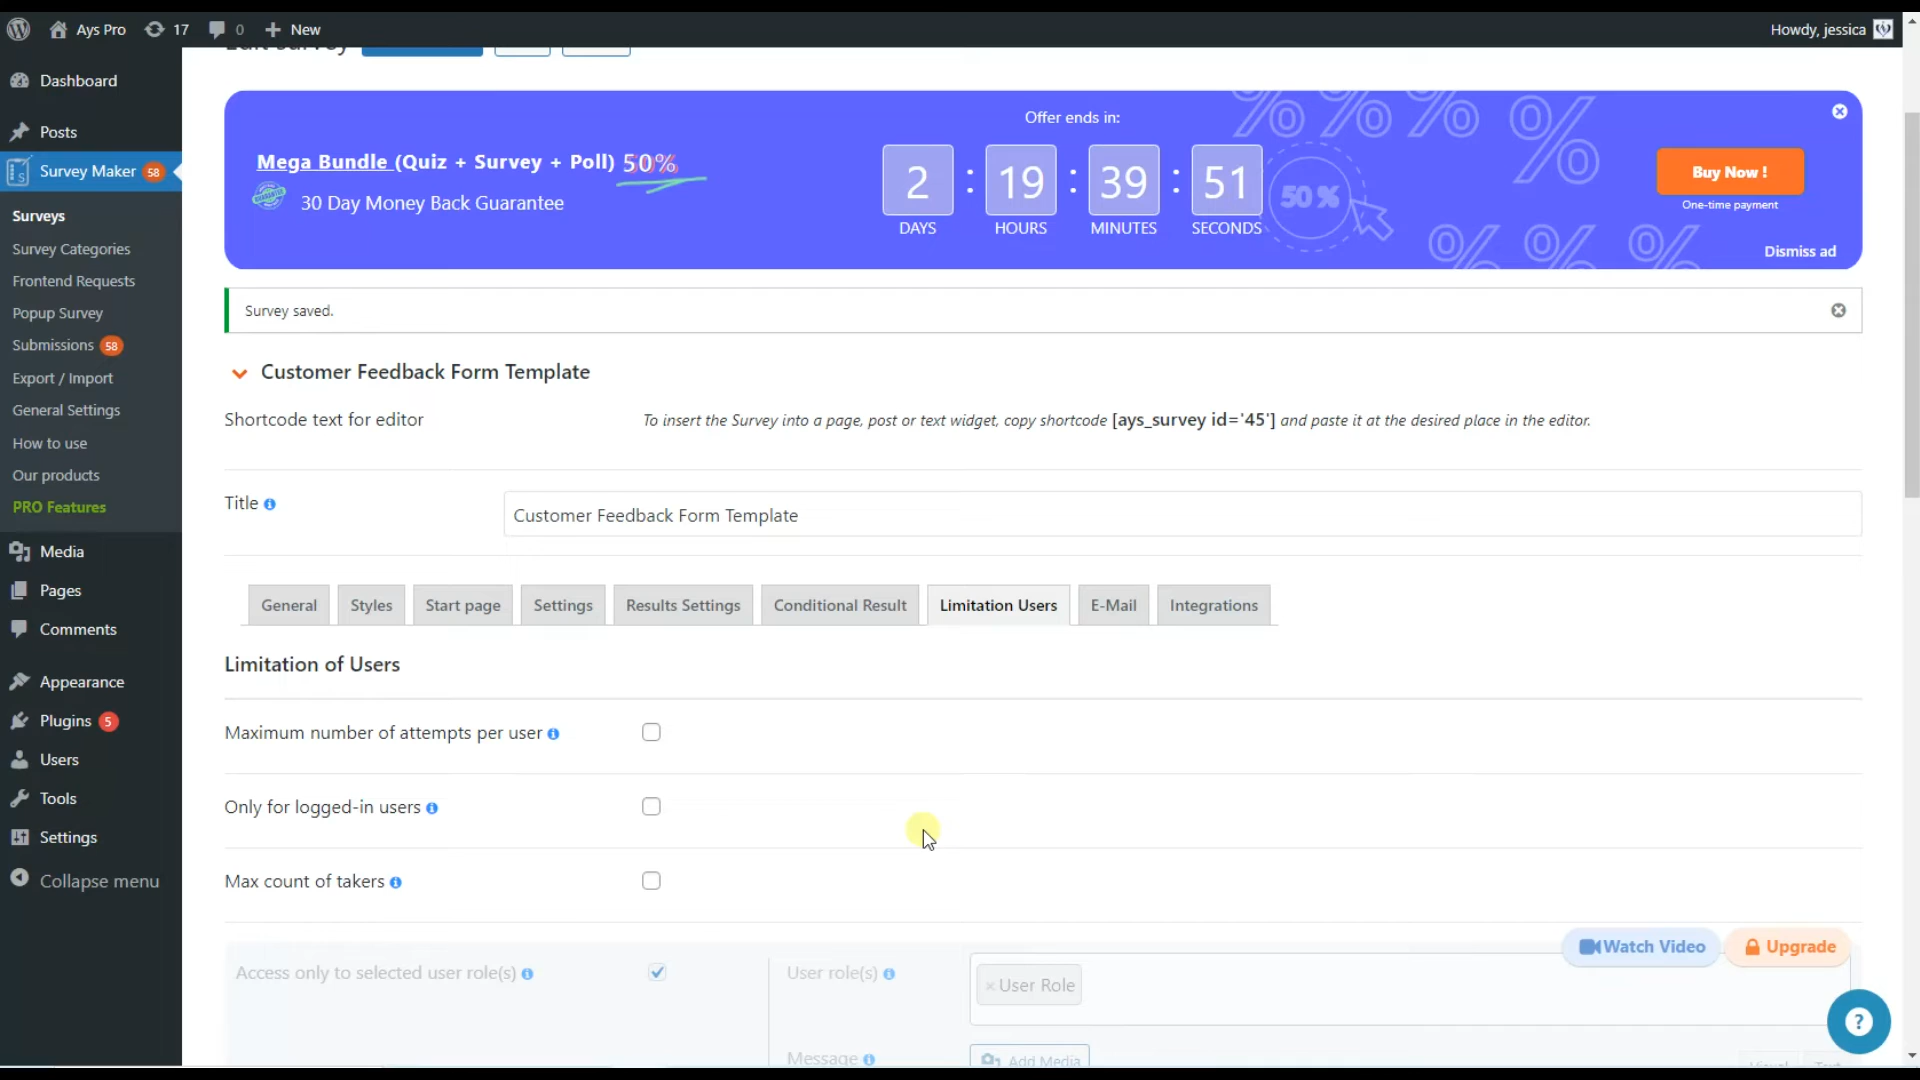 Ays Pro 17 0 New Howdy, jessica
Edit Survey
Dashboard
Posts
Survey Maker 58
Surveys
Survey Categories
Frontend Requests
Popup Survey
Submissions 58
Export / Import
General Settings
How to use
Our products
PRO Features
Media
Pages
Comments
Appearance
Plugins 5
Users
Tools
Settings
Collapse menu
Mega Bundle (Quiz + Survey + Poll) 50%
30 Day Money Back Guarantee
Offer ends in:
2 : 19 : 39 : 51
DAYS HOURS MINUTES SECONDS
50 %
Buy Now !
One-time payment
Dismiss ad
Survey saved.
Customer Feedback Form Template
Shortcode text for editor To insert the Survey into a page, post or text widget, copy shortcode [ays_survey id='45'] and paste it at the desired place in the editor.
Title Customer Feedback Form Template
General Styles Start page Settings Results Settings Conditional Result Limitation Users E-Mail Integrations
Limitation of Users
Maximum number of attempts per user
Only for logged-in users
Max count of takers
Watch Video Upgrade
Access only to selected user role(s) User role(s) × User Role
Message Add Media
Visual Text
?